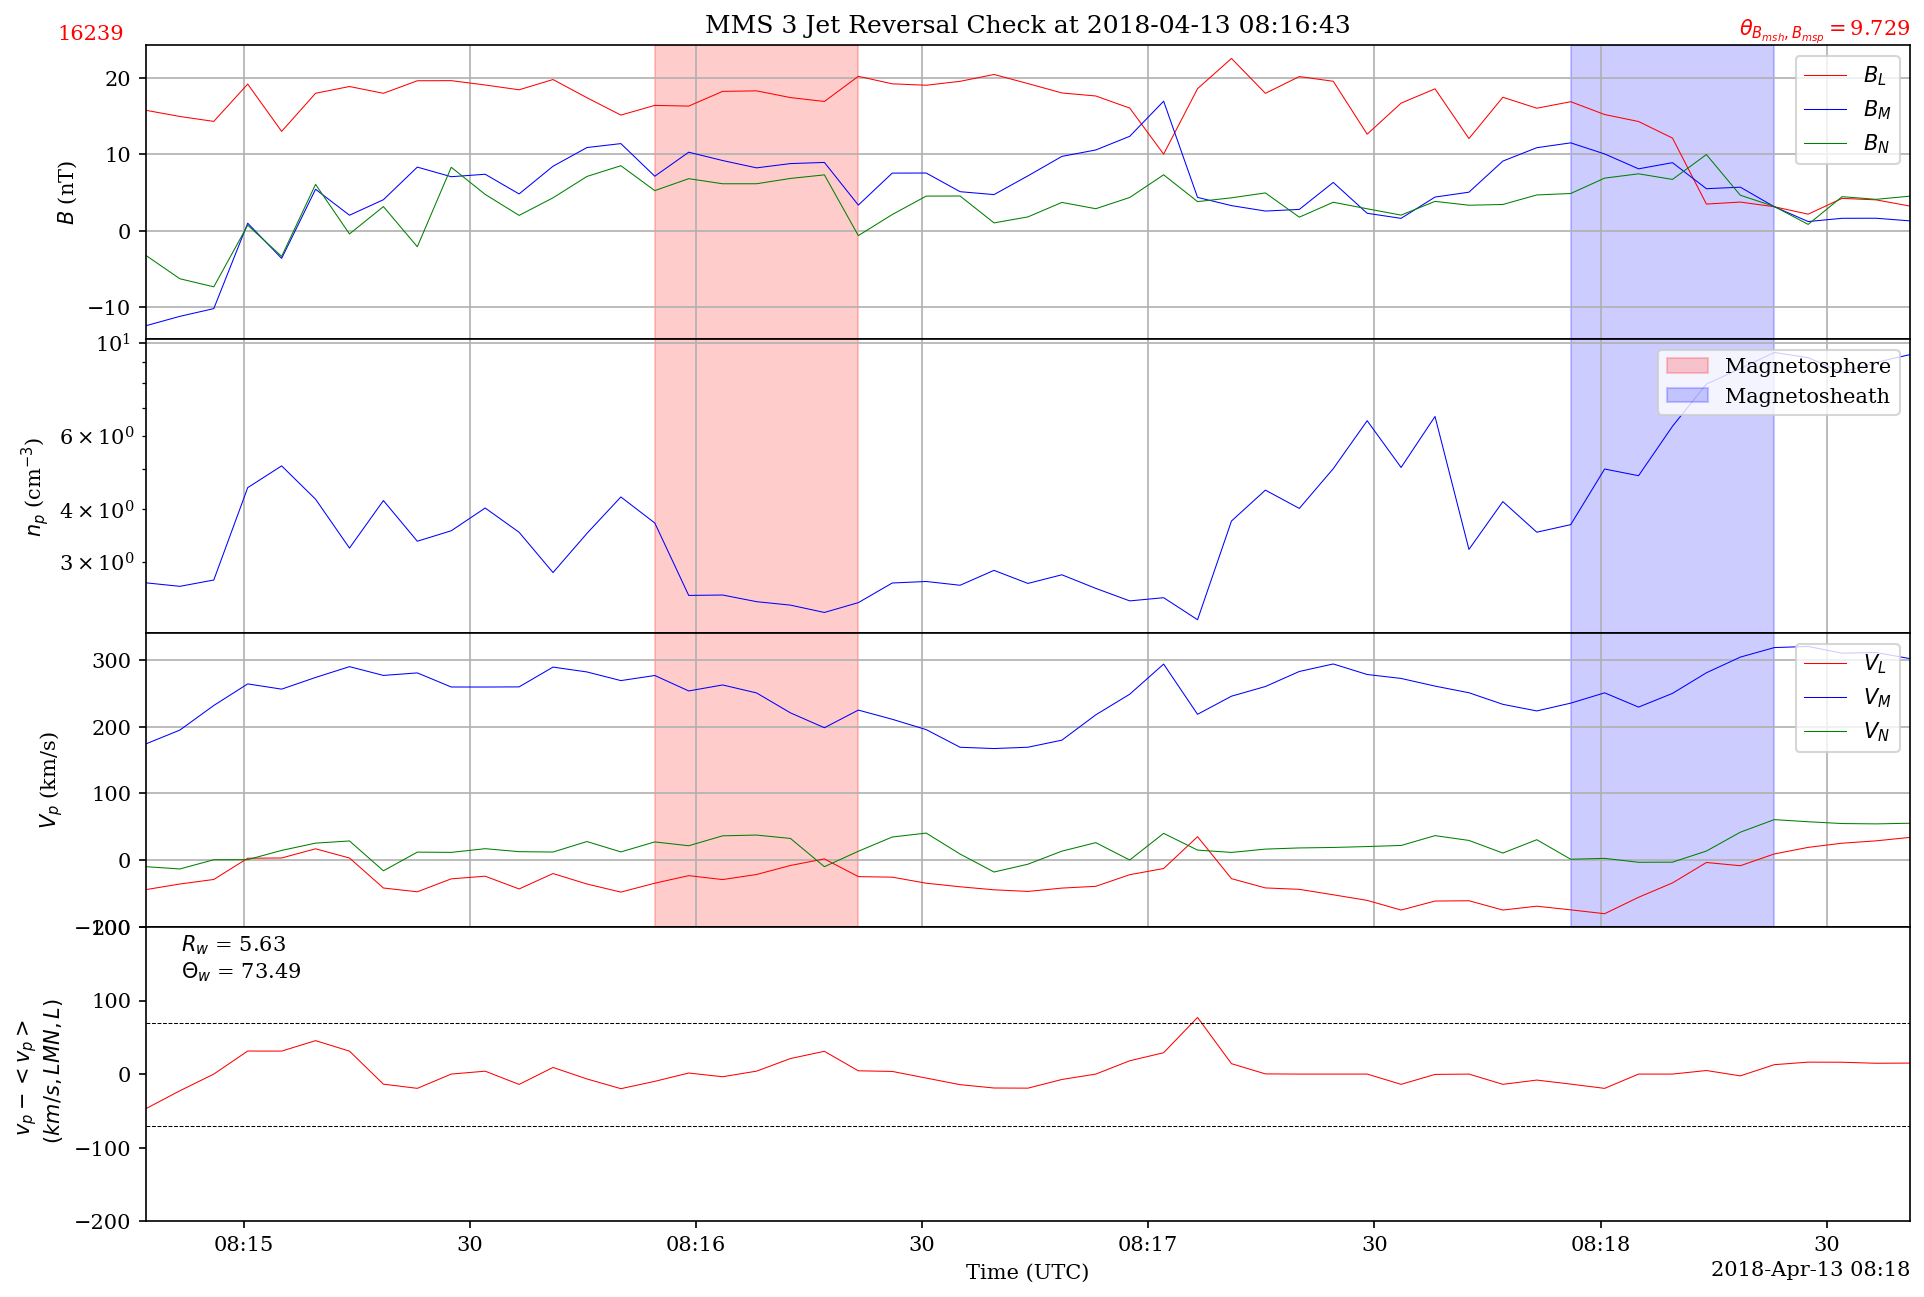 16239
MMS 3 Jet Reversal Check at 2018-04-13 08:16:43
θ_{B_{msh}, B_{msp}} = 9.729
20
10
0
−10
B (nT)
B_L
B_M
B_N
10^1
6 × 10^0
4 × 10^0
3 × 10^0
n_p (cm^{−3})
Magnetosphere
Magnetosheath
300
200
100
0
−100
V_p (km/s)
V_L
V_M
V_N
200
100
0
−100
−200
v_p − < v_p >
(km/s, LMN, L)
R_w = 5.63
Θ_w = 73.49
08:15 30 08:16 30 08:17 30 08:18 30
Time (UTC)
2018-Apr-13 08:18